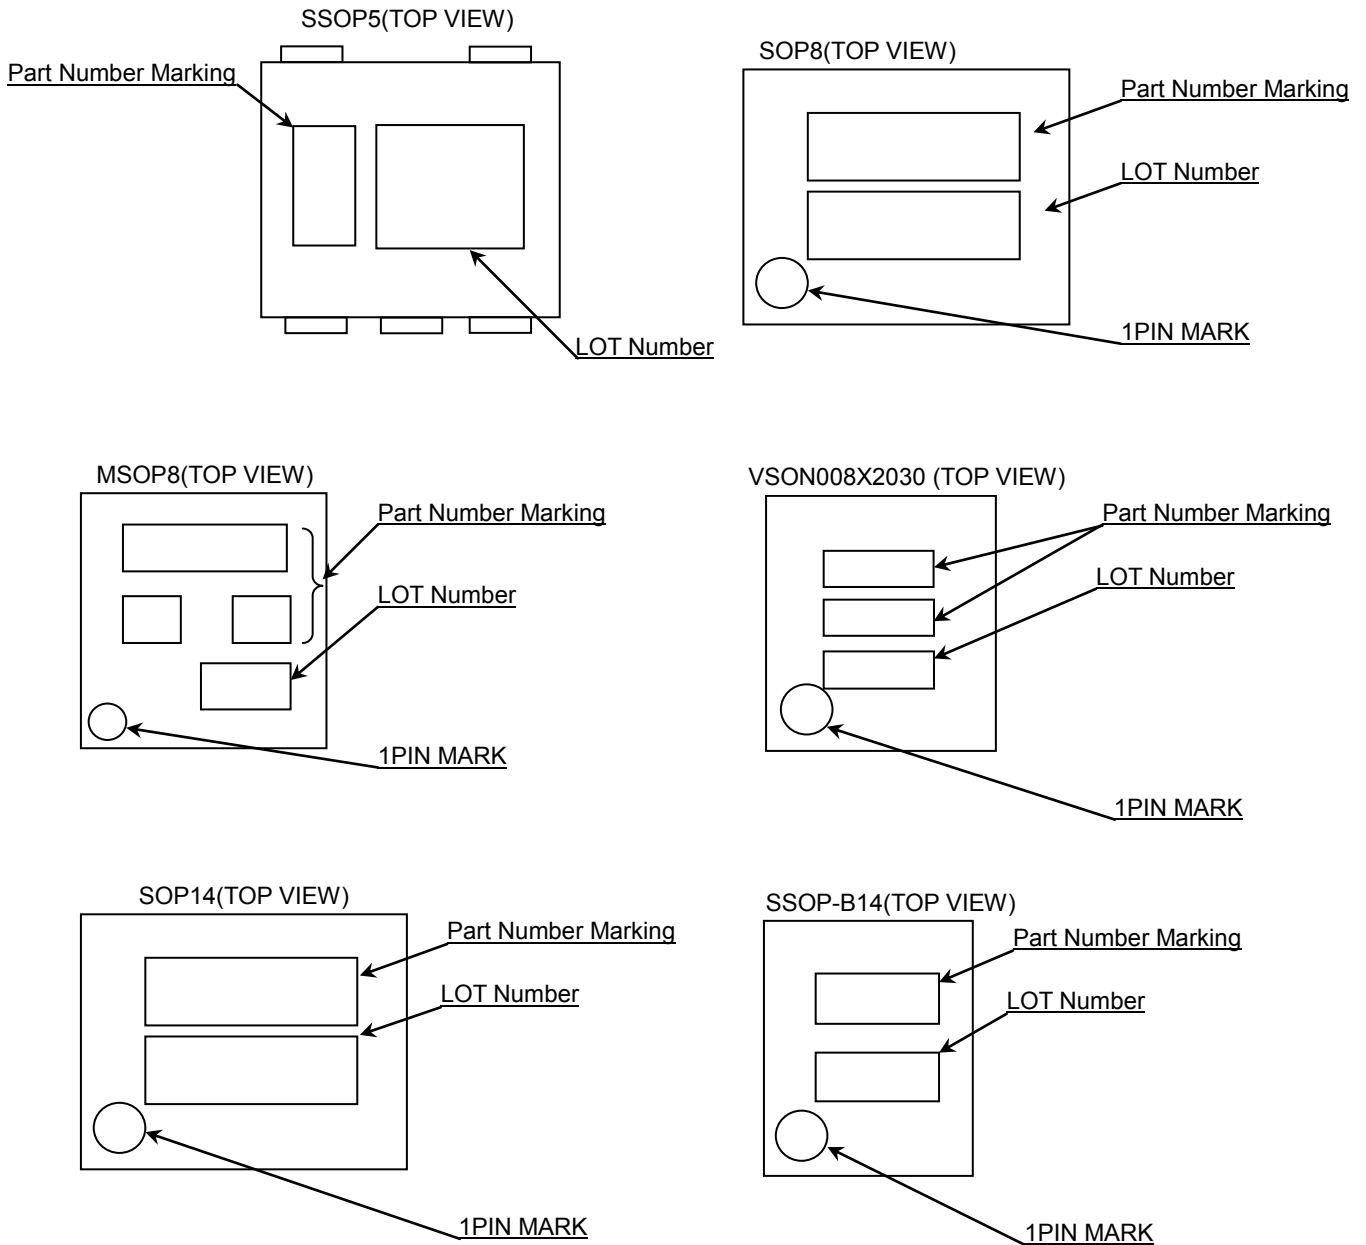 SSOP5(TOP VIEW)
Part Number Marking
LOT Number
SOP8(TOP VIEW)
Part Number Marking
LOT Number
1PIN MARK
MSOP8(TOP VIEW)
Part Number Marking
LOT Number
1PIN MARK
VSON008X2030 (TOP VIEW)
Part Number Marking
LOT Number
1PIN MARK
SOP14(TOP VIEW)
Part Number Marking
LOT Number
1PIN MARK
SSOP-B14(TOP VIEW)
Part Number Marking
LOT Number
1PIN MARK